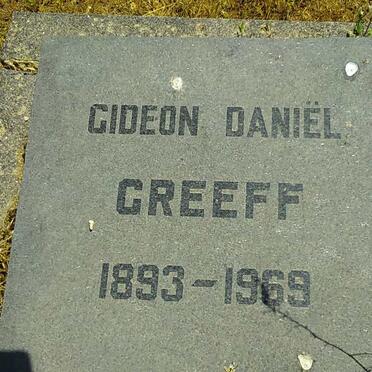 GIDEON DANIËL
GREEFF
1893-1969